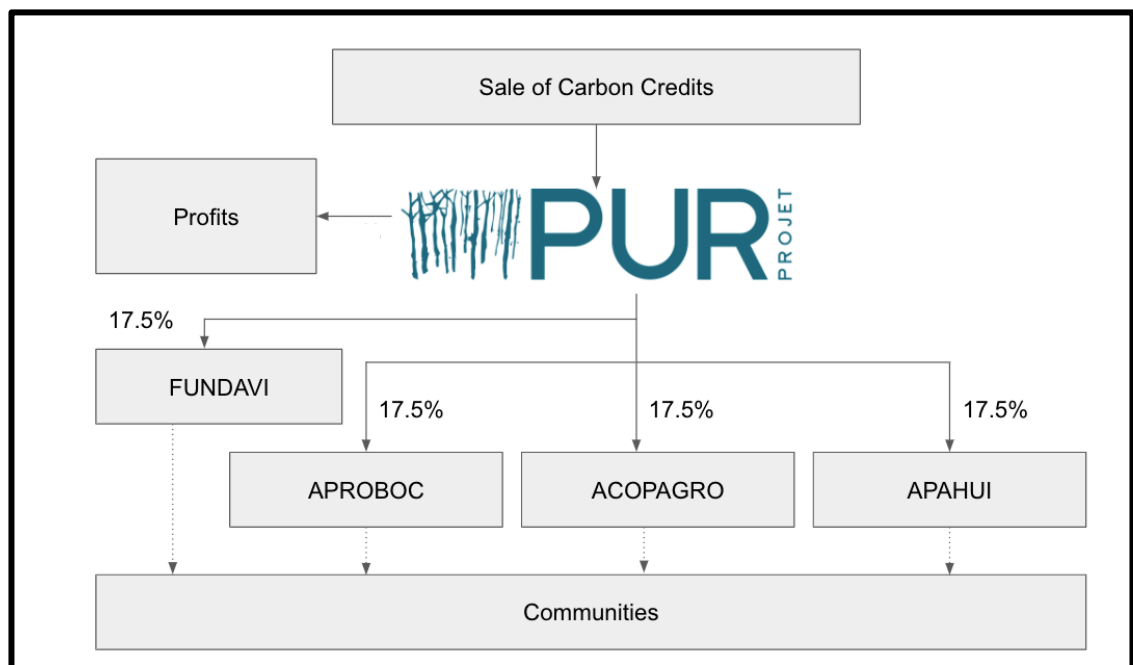 Sale of Carbon Credits
Profits
PUR
PROJET
17.5%
FUNDAVI
17.5%
17.5%
17.5%
APROBOC
ACOPAGRO
APAHUI
Communities